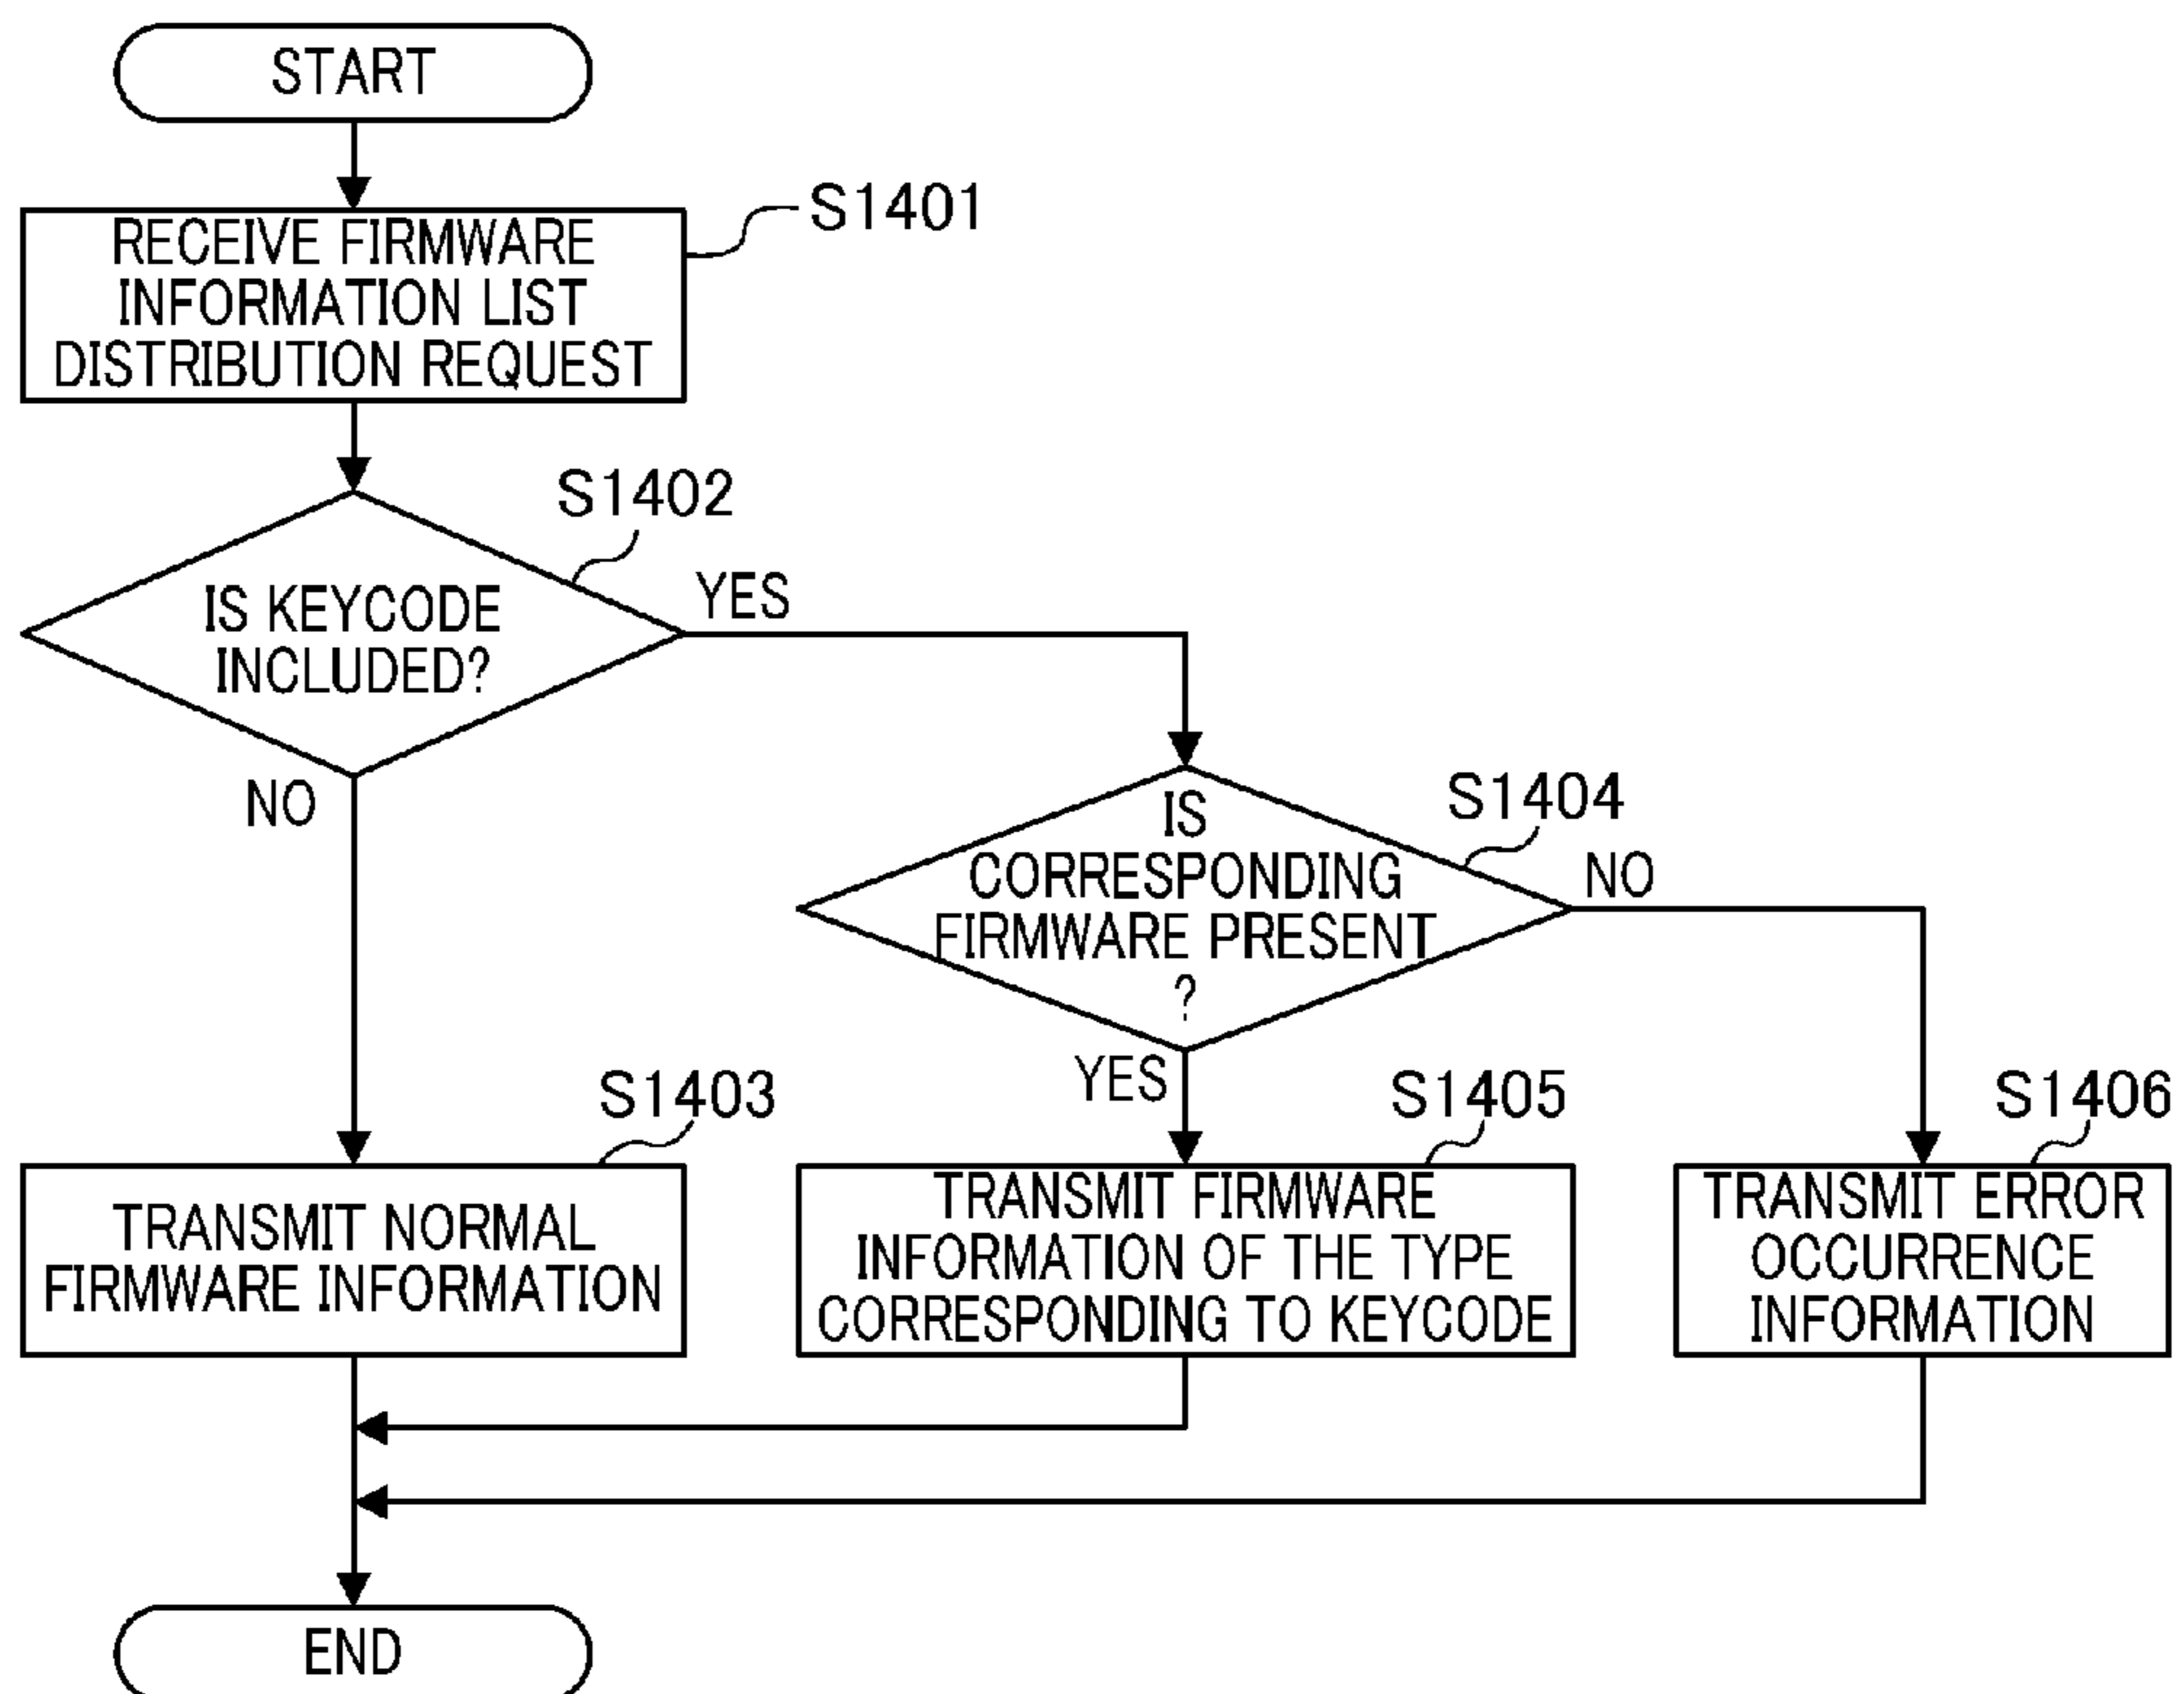 START
S1401
RECEIVE FIRMWARE
INFORMATION LIST
DISTRIBUTION REQUEST
S1402
IS KEYCODE
INCLUDED?
YES
NO
S1404
IS
CORRESPONDING
FIRMWARE PRESENT
?
NO
YES
S1403
TRANSMIT NORMAL
FIRMWARE INFORMATION
S1405
TRANSMIT FIRMWARE
INFORMATION OF THE TYPE
CORRESPONDING TO KEYCODE
S1406
TRANSMIT ERROR
OCCURRENCE
INFORMATION
END